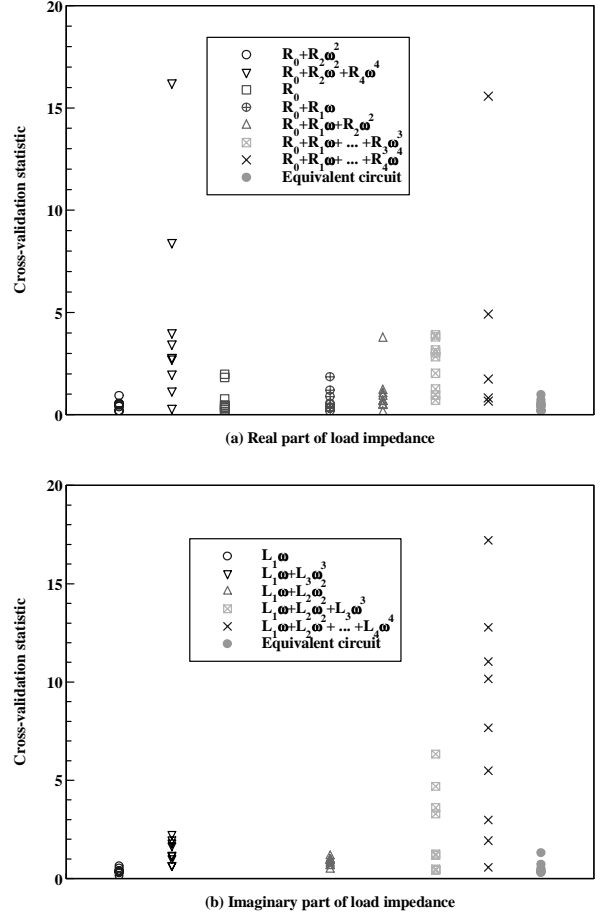 20
15
10
5
0
Cross-validation statistic
R₀+R₂ω²
R₀+R₂ω²+R₄ω⁴
R₀
R₀+R₁ω
R₀+R₁ω+R₂ω²
R₀+R₁ω+ ... +R₃ω³
R₀+R₁ω+ ... +R₄ω⁴
Equivalent circuit
(a) Real part of load impedance
20
15
10
5
0
Cross-validation statistic
L₁ω
L₁ω+L₃ω³
L₁ω+L₂ω²
L₁ω+L₂ω²+L₃ω³
L₁ω+L₂ω²+ ... +L₄ω⁴
Equivalent circuit
(b) Imaginary part of load impedance